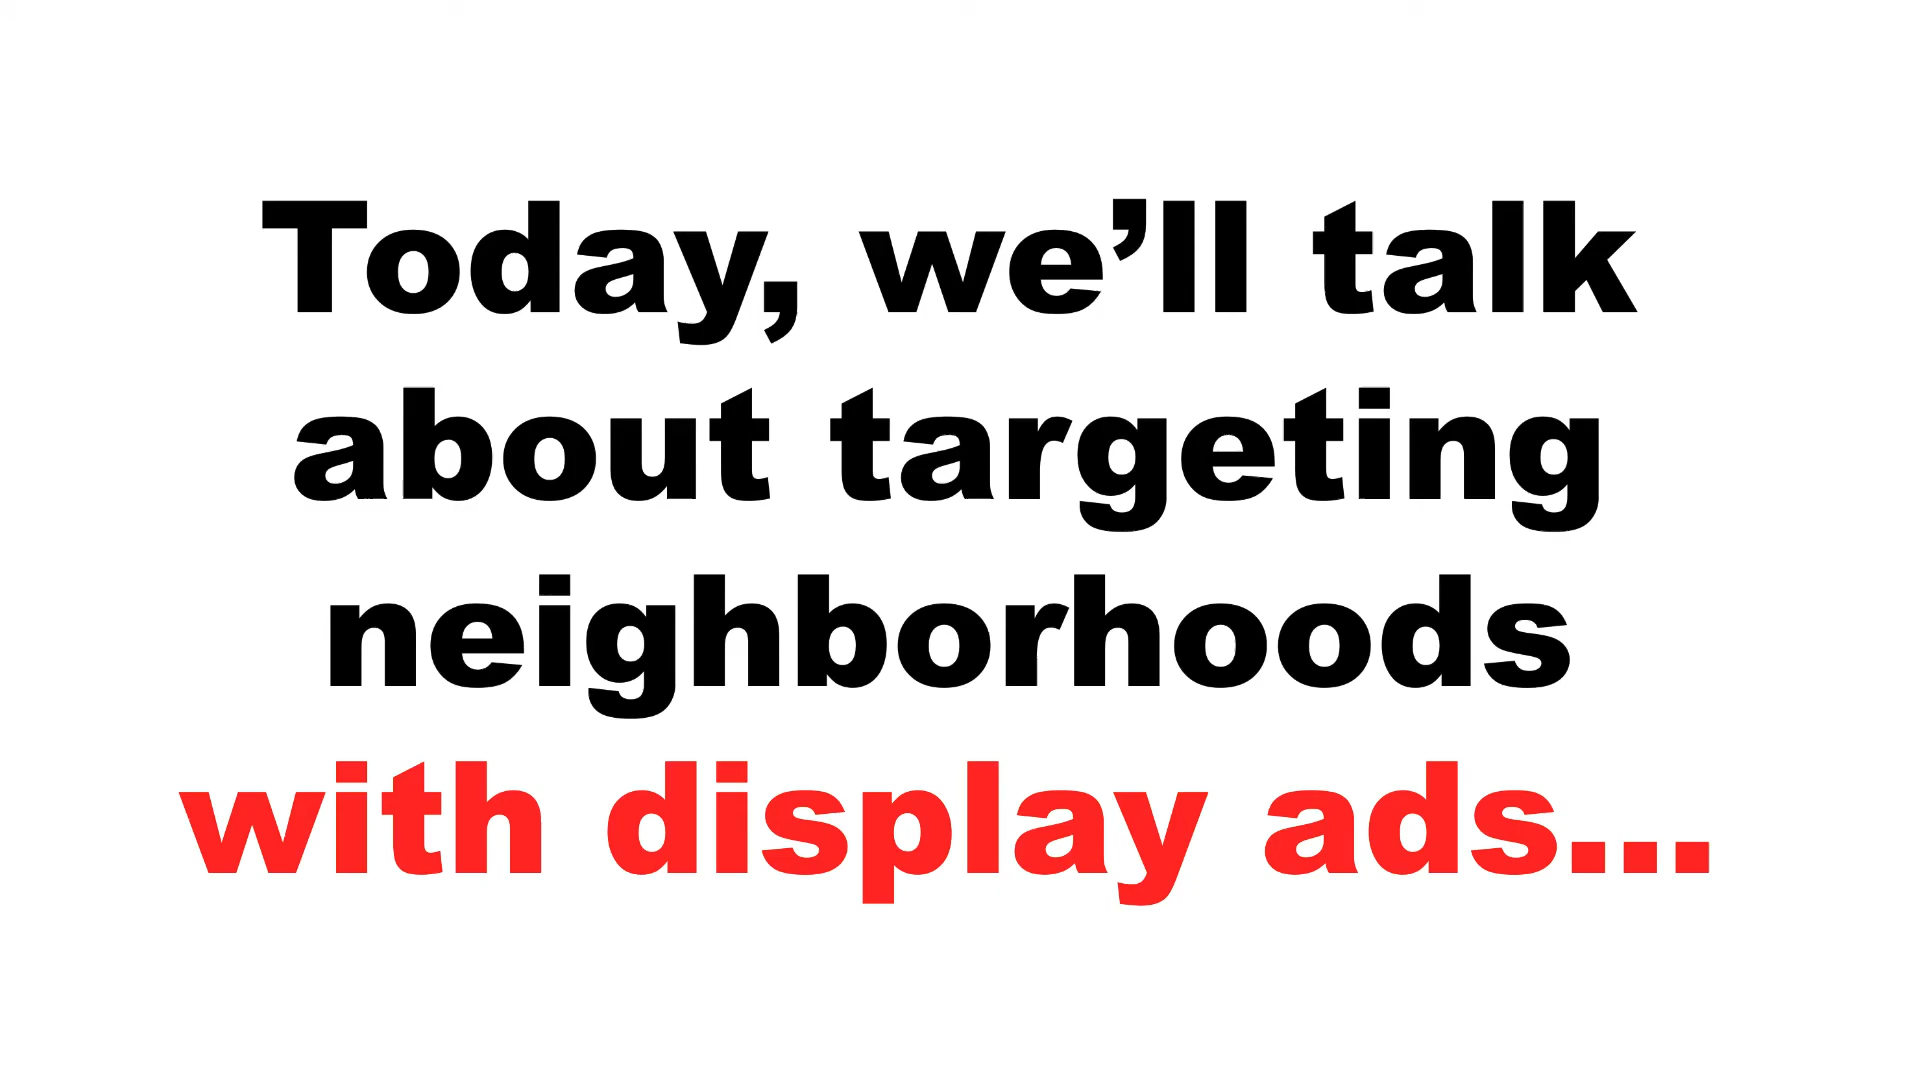 Today, we’ll talk
about targeting
neighborhoods
with display ads...